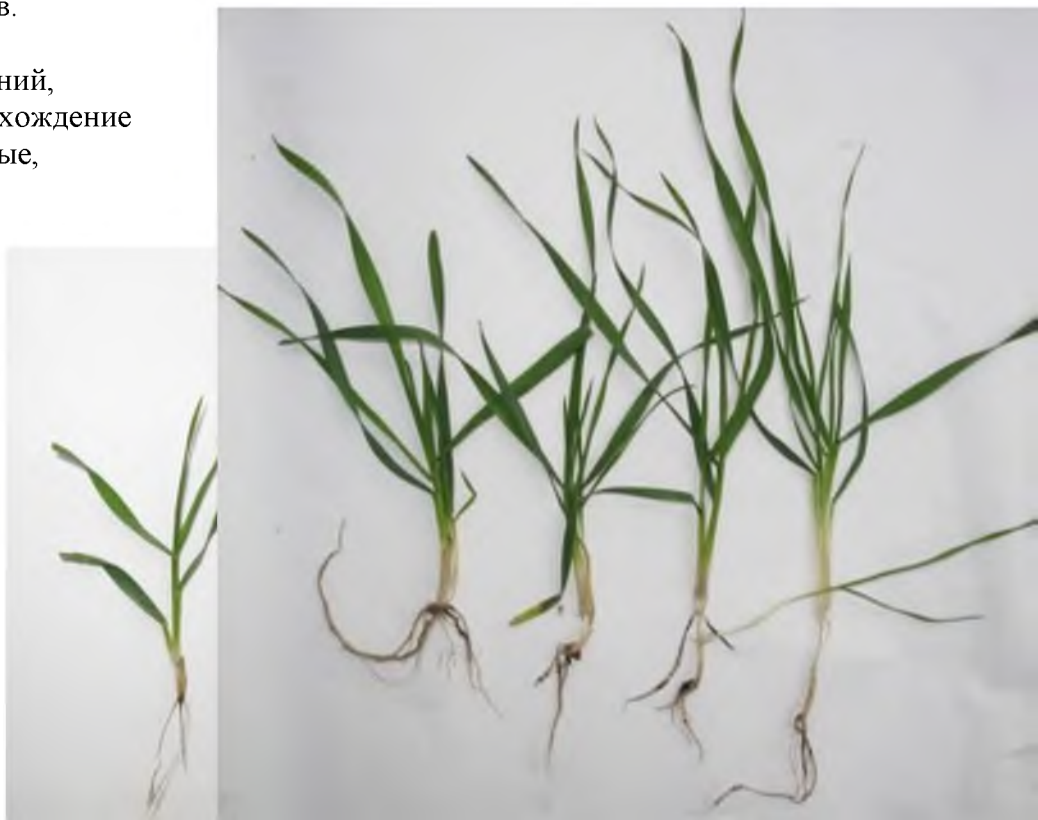 в.
ний,
хождение
ые,